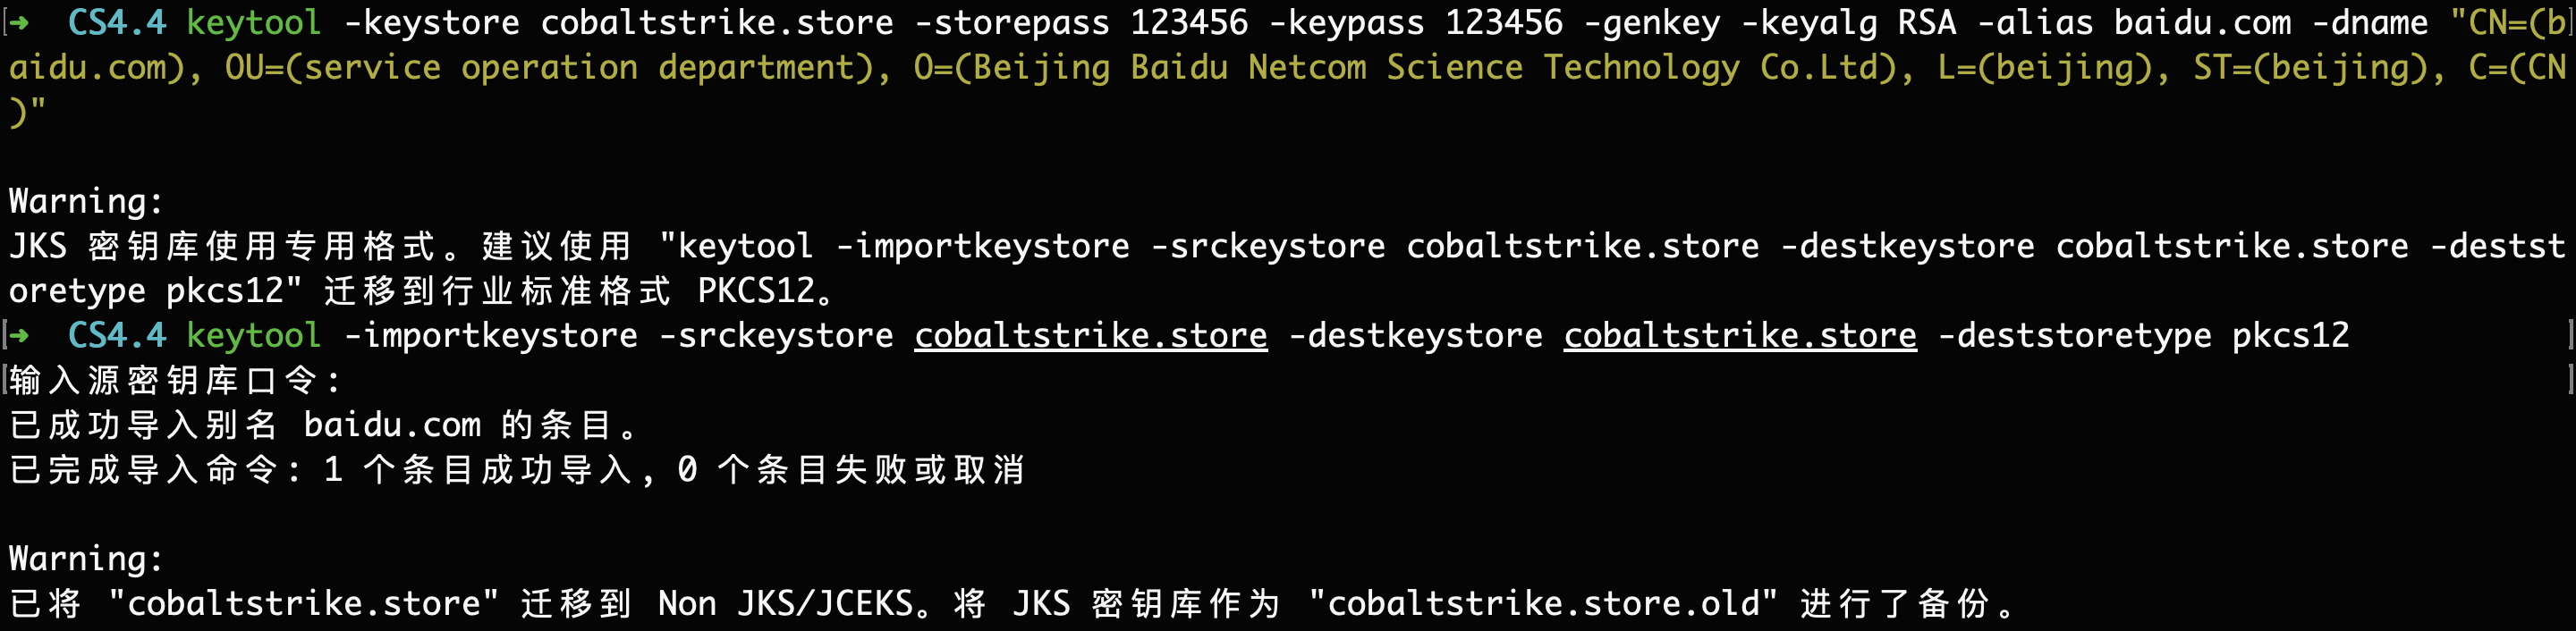 ➜ CS4.4 keytool -keystore cobaltstrike.store -storepass 123456 -keypass 123456 -genkey -keyalg RSA -alias baidu.com -dname "CN=(b
aidu.com), OU=(service operation department), O=(Beijing Baidu Netcom Science Technology Co.Ltd), L=(beijing), ST=(beijing), C=(CN
)"
Warning:
JKS 密钥库使用专用格式。建议使用 "keytool -importkeystore -srckeystore cobaltstrike.store -destkeystore cobaltstrike.store -destst
oretype pkcs12" 迁移到行业标准格式 PKCS12。
➜ CS4.4 keytool -importkeystore -srckeystore cobaltstrike.store -destkeystore cobaltstrike.store -deststoretype pkcs12
输入源密钥库口令:
已成功导入别名 baidu.com 的条目。
已完成导入命令: 1 个条目成功导入, 0 个条目失败或取消
Warning:
已将 "cobaltstrike.store" 迁移到 Non JKS/JCEKS。将 JKS 密钥库作为 "cobaltstrike.store.old" 进行了备份。